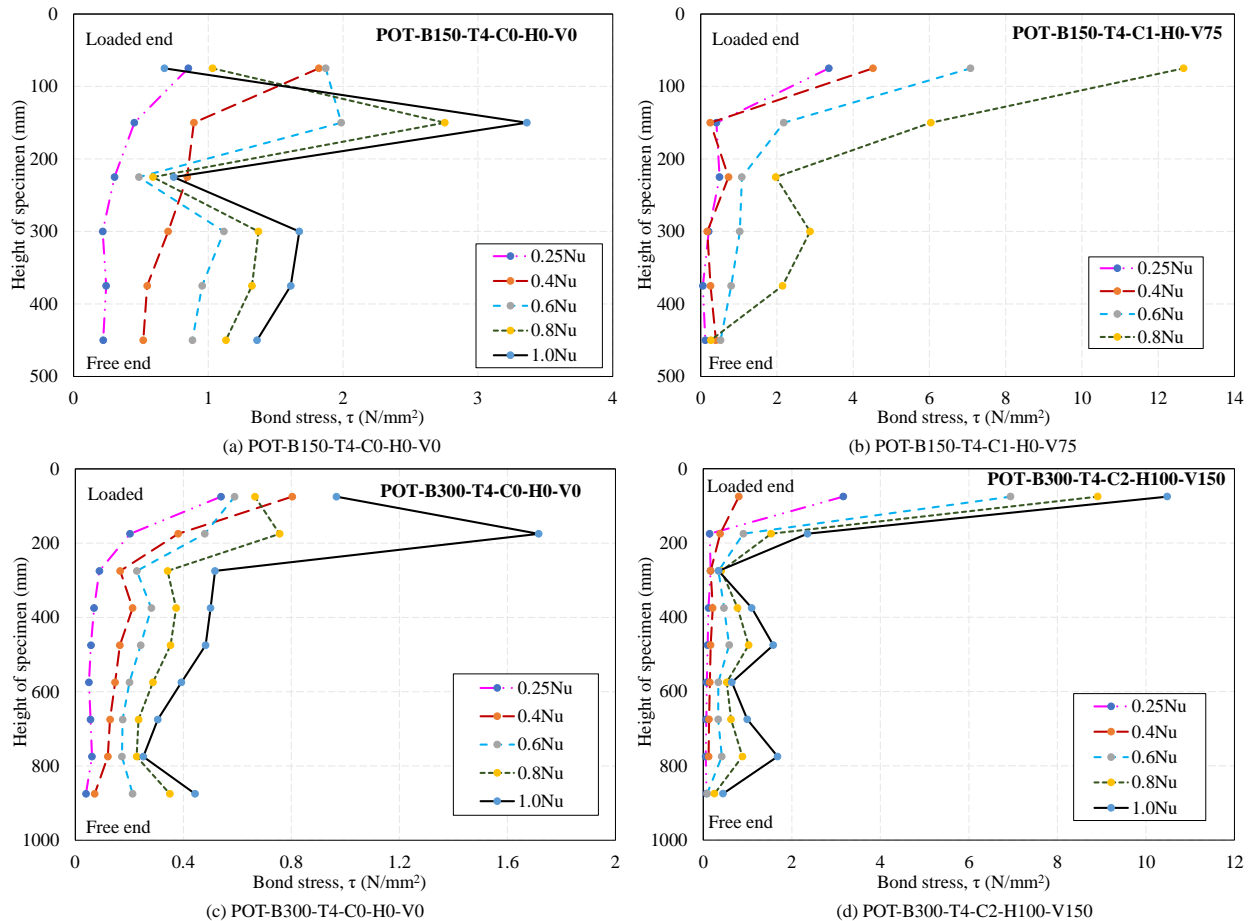 0
100
200
300
400
500
Height of specimen (mm)
Loaded end
POT-B150-T4-C0-H0-V0
0.25Nu
0.4Nu
0.6Nu
0.8Nu
1.0Nu
Free end
0 1 2 3 4
Bond stress, τ (N/mm²)
(a) POT-B150-T4-C0-H0-V0
0
100
200
300
400
500
Height of specimen (mm)
Loaded end
POT-B150-T4-C1-H0-V75
0.25Nu
0.4Nu
0.6Nu
0.8Nu
Free end
0 2 4 6 8 10 12 14
Bond stress, τ (N/mm²)
(b) POT-B150-T4-C1-H0-V75
0
200
400
600
800
1000
Height of specimen (mm)
Loaded
POT-B300-T4-C0-H0-V0
0.25Nu
0.4Nu
0.6Nu
0.8Nu
1.0Nu
Free end
0 0.4 0.8 1.2 1.6 2
Bond stress, τ (N/mm²)
(c) POT-B300-T4-C0-H0-V0
0
200
400
600
800
1000
Height of specimen (mm)
Loaded end
POT-B300-T4-C2-H100-V150
0.25Nu
0.4Nu
0.6Nu
0.8Nu
1.0Nu
Free end
0 2 4 6 8 10 12
Bond stress, τ (N/mm²)
(d) POT-B300-T4-C2-H100-V150